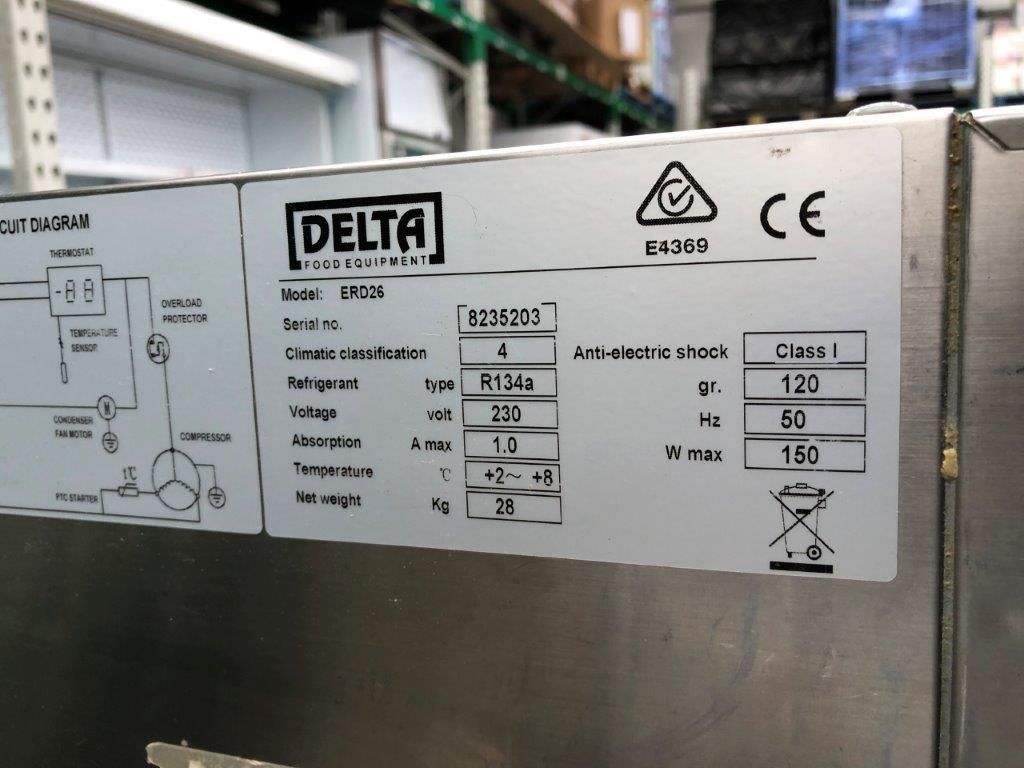 CUIT DIAGRAM
THERMOSTAT
-88
OVERLOAD
PROTECTOR
TEMPERATURE
SENSOR
M
CONDENSER
FAN MOTOR
COMPRESSOR
t℃
PTC STARTER
DELTA
FOOD EQUIPMENT
E4369
CE
Model: ERD26
Serial no. 8235203
Climatic classification 4 Anti-electric shock Class I
Refrigerant type R134a gr. 120
Voltage volt 230 Hz 50
Absorption A max 1.0 W max 150
Temperature ℃ +2～ +8
Net weight Kg 28